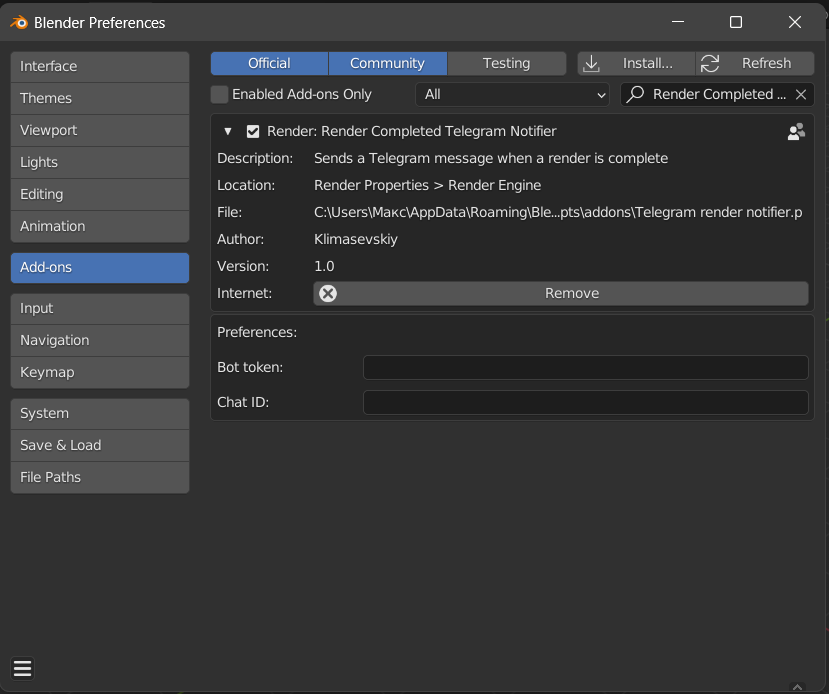 Blender Preferences
Interface
Themes
Viewport
Lights
Editing
Animation
Add-ons
Input
Navigation
Keymap
System
Save & Load
File Paths
Official Community Testing Install... Refresh
Enabled Add-ons Only All Render Completed ...
Render: Render Completed Telegram Notifier
Description: Sends a Telegram message when a render is complete
Location: Render Properties > Render Engine
File: C:\Users\Макс\AppData\Roaming\Ble...pts\addons\Telegram render notifier.p
Author: Klimasevskiy
Version: 1.0
Internet: Remove
Preferences:
Bot token:
Chat ID: